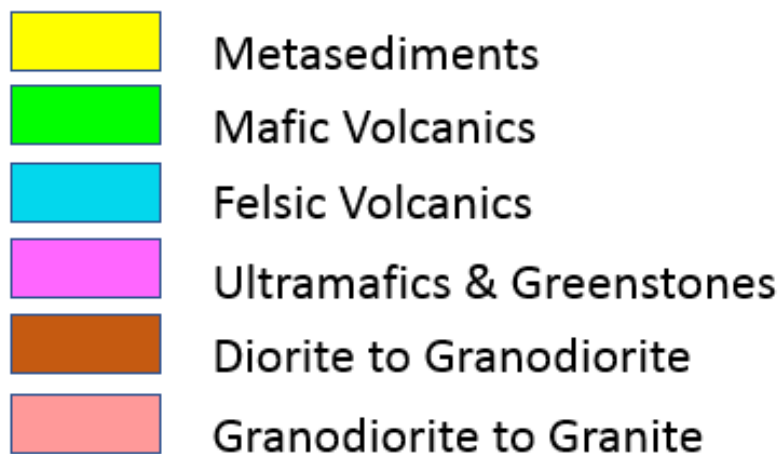 Metasediments
Mafic Volcanics
Felsic Volcanics
Ultramafics & Greenstones
Diorite to Granodiorite
Granodiorite to Granite